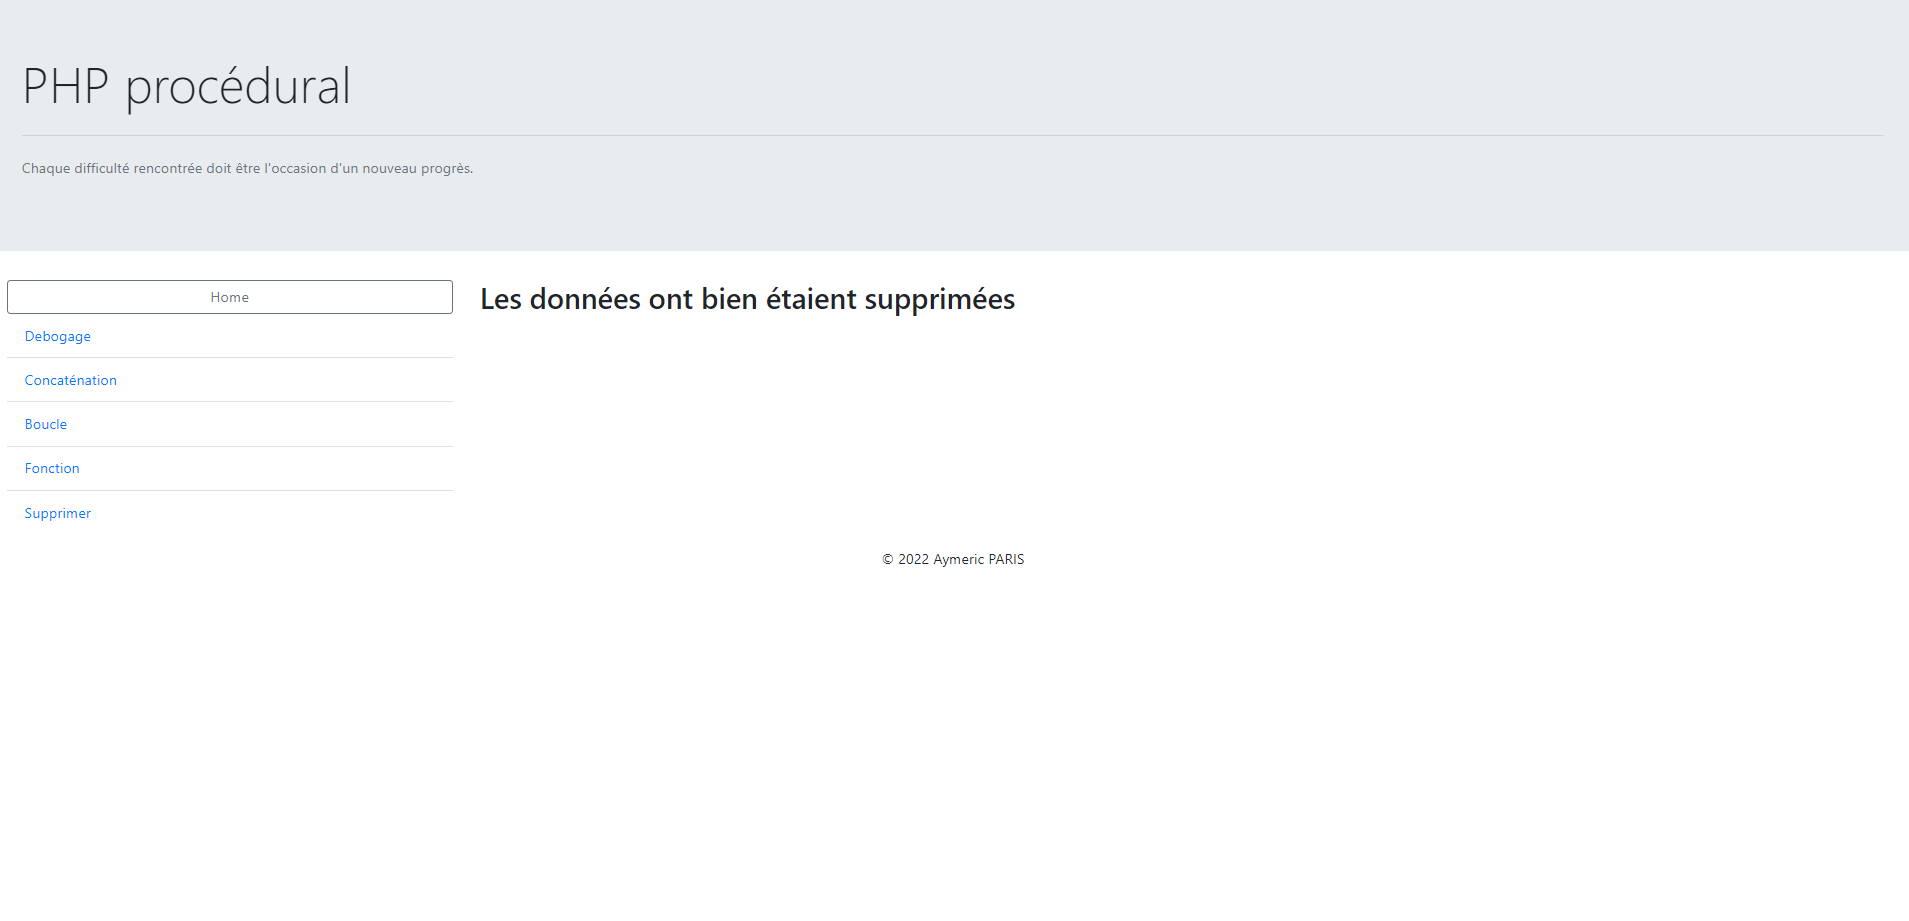 PHP procédural
Chaque difficulté rencontrée doit être l'occasion d'un nouveau progrès.
Home
Debogage
Concaténation
Boucle
Fonction
Supprimer
Les données ont bien étaient supprimées
© 2022 Aymeric PARIS